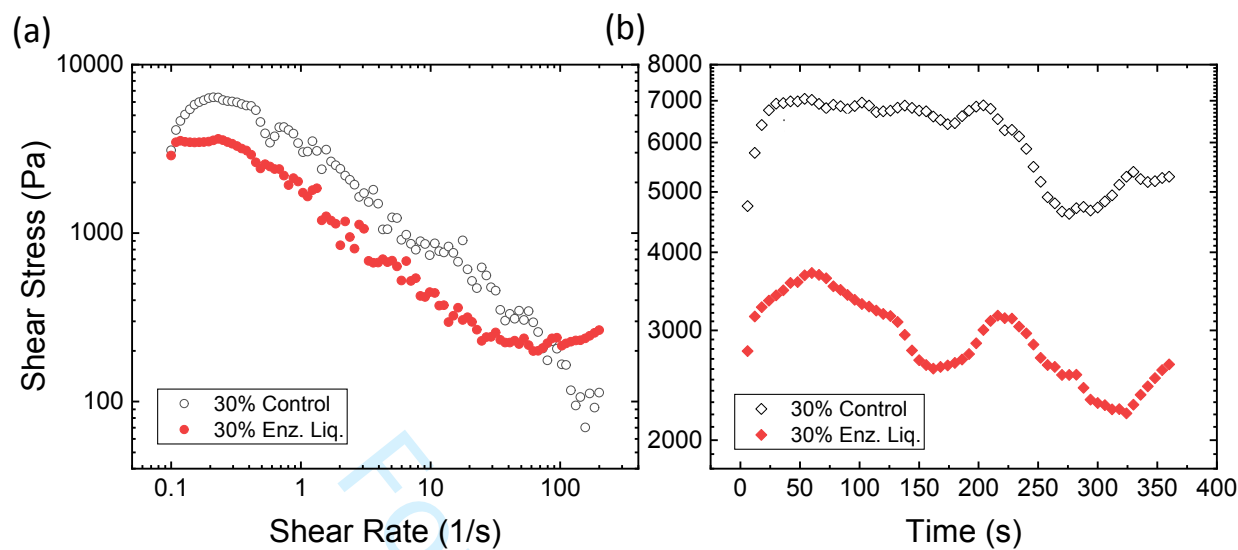 (a)
(b)
10000
1000
100
Shear Stress (Pa)
30% Control
30% Enz. Liq.
0.1
1
10
100
Shear Rate (1/s)
8000
7000
6000
5000
4000
3000
2000
30% Control
30% Enz. Liq.
0
50
100
150
200
250
300
350
400
Time (s)